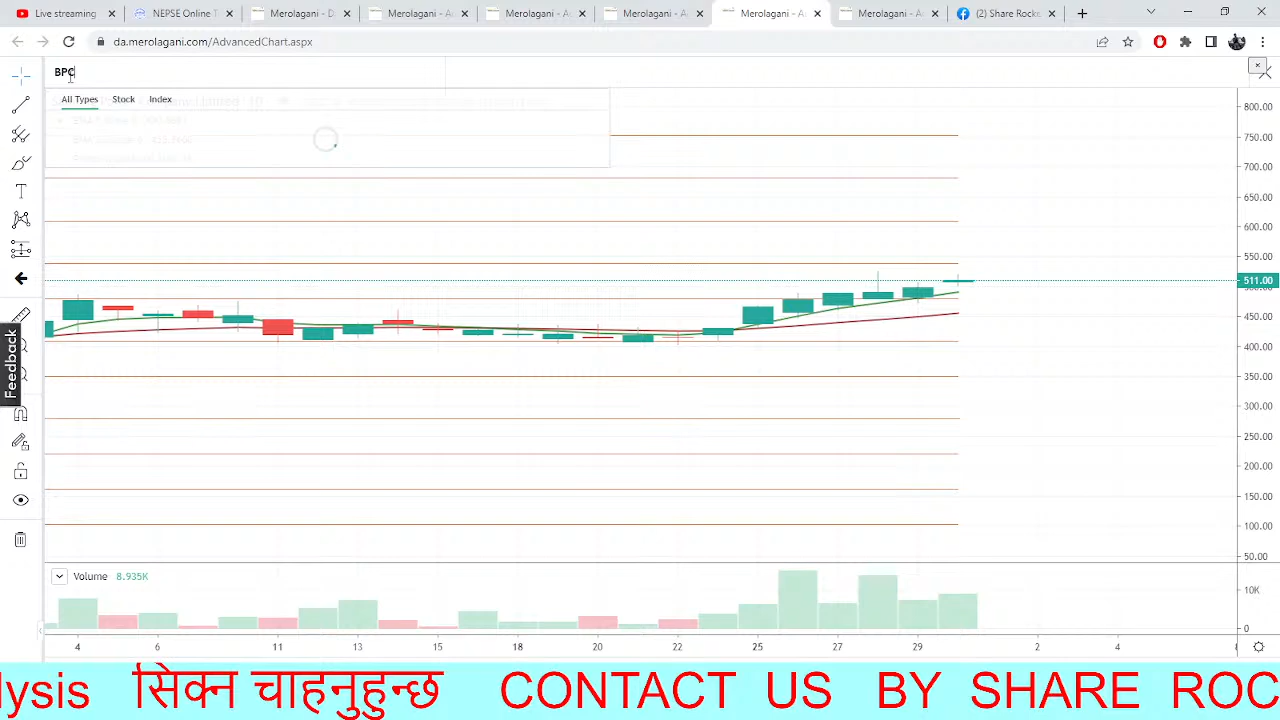 Live streaming
NEPSE Online T
Merolagani - D
Merolagani - A
Merolagani - A
Merolagani - A
Merolagani - A
Merolagani - A
(2) Share Rocke
da.merolagani.com/AdvancedChart.aspx
BPC
All Types Stock Index
800.00
750.00
700.00
650.00
600.00
550.00
511.00
450.00
400.00
350.00
300.00
250.00
200.00
150.00
100.00
50.00
Feedback
Volume 8.935K
10K
0
4 6 11 13 15 18 20 22 25 27 29 2 4
lysis सिक्न चाहनुहुन्छ CONTACT US BY SHARE ROC